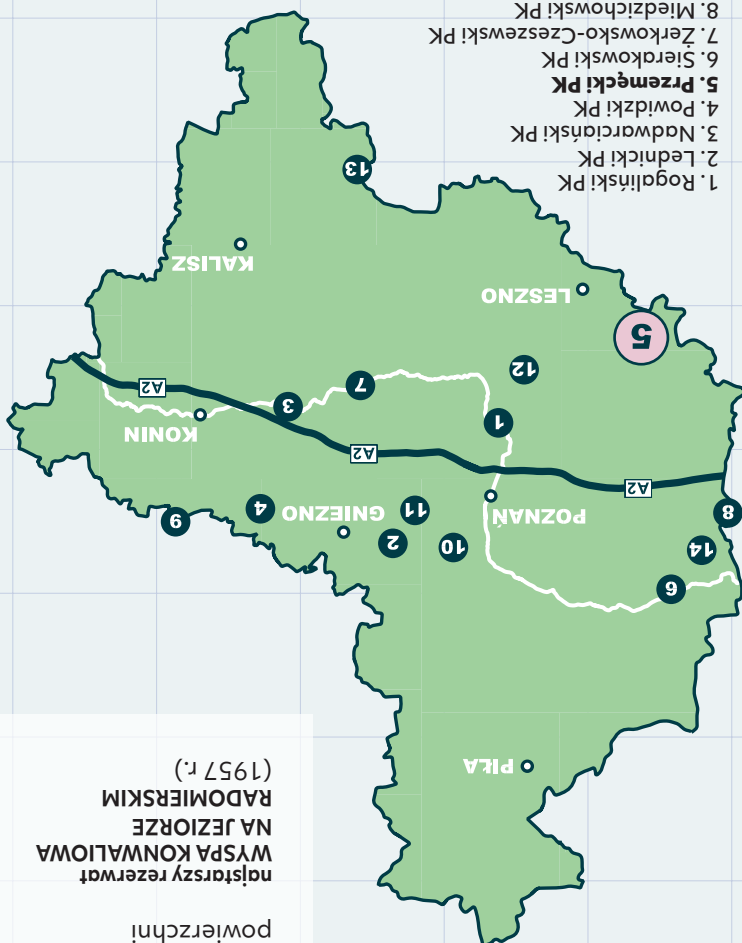 powierzchni
najstarszy rezerwat
WYSPA KONWALIOWA
NA JEZIORZE
RADOMIERSKIM
(1957 r.)
PIŁA
6
14
10
2
GNIEZNO
8
POZNAŃ
11
4
9
A2
A2
1
KONIN
3
7
A2
12
5
LESZNO
KALISZ
13
1. Rogaliński PK
2. Lednicki PK
3. Nadwarciański PK
4. Powidzki PK
5. Przemęcki PK
6. Sierakowski PK
7. Żerkowsko-Czeszewski PK
8. Miedzichowski PK